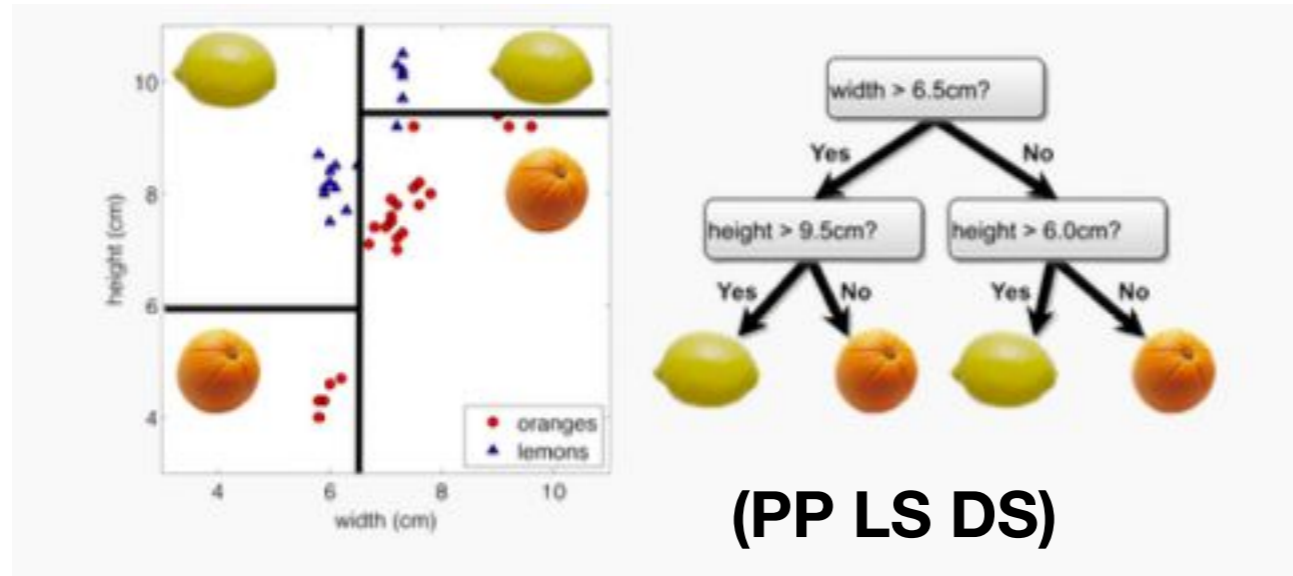 10
8
6
4
4 6 8 10
height (cm)
width (cm)
oranges
lemons
width > 6.5cm?
Yes No
height > 9.5cm? height > 6.0cm?
Yes No Yes No
(PP LS DS)